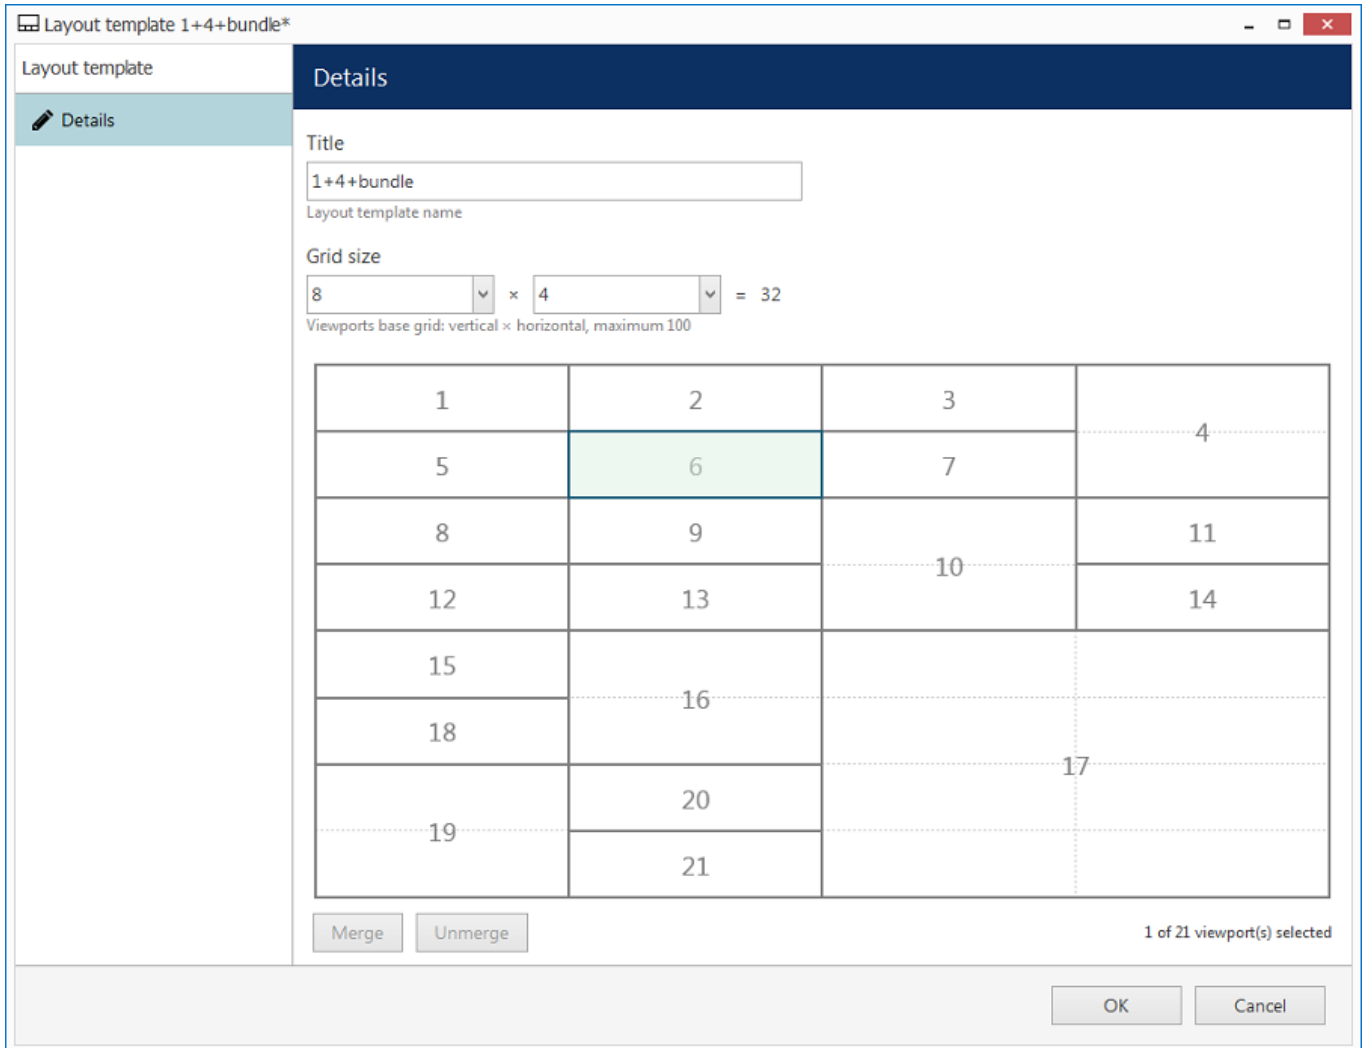 Layout template 1+4+bundle*
Layout template
Details
Details
Title
1+4+bundle
Layout template name
Grid size
8 × 4 = 32
Viewports base grid: vertical × horizontal, maximum 100
1 2 3
4
5 6 7
8 9 11
10
12 13 14
15
16
18
17
20
19
21
Merge Unmerge 1 of 21 viewport(s) selected
OK Cancel